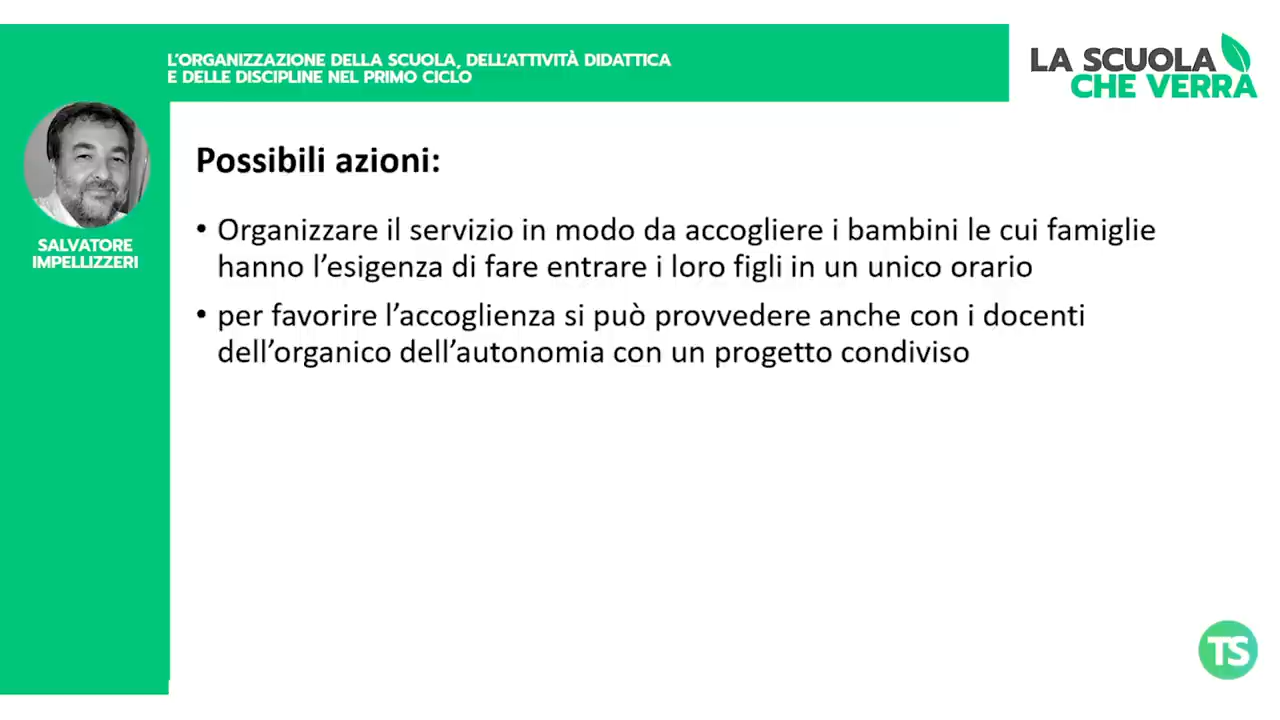 L'ORGANIZZAZIONE DELLA SCUOLA, DELL'ATTIVITÀ DIDATTICA
E DELLE DISCIPLINE NEL PRIMO CICLO
LA SCUOLA
CHE VERRÀ
SALVATORE
IMPELLIZZERI
Possibili azioni:
• Organizzare il servizio in modo da accogliere i bambini le cui famiglie
hanno l’esigenza di fare entrare i loro figli in un unico orario
• per favorire l’accoglienza si può provvedere anche con i docenti
dell’organico dell’autonomia con un progetto condiviso
TS